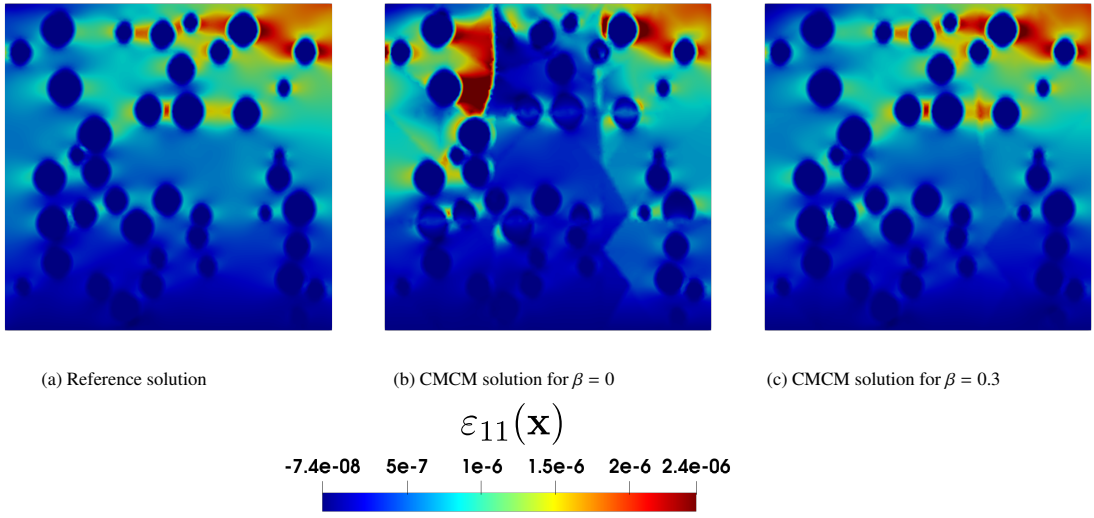 (a) Reference solution
(b) CMCM solution for β = 0
(c) CMCM solution for β = 0.3
ε₁₁(x)
-7.4e-08 5e-7 1e-6 1.5e-6 2e-6 2.4e-06